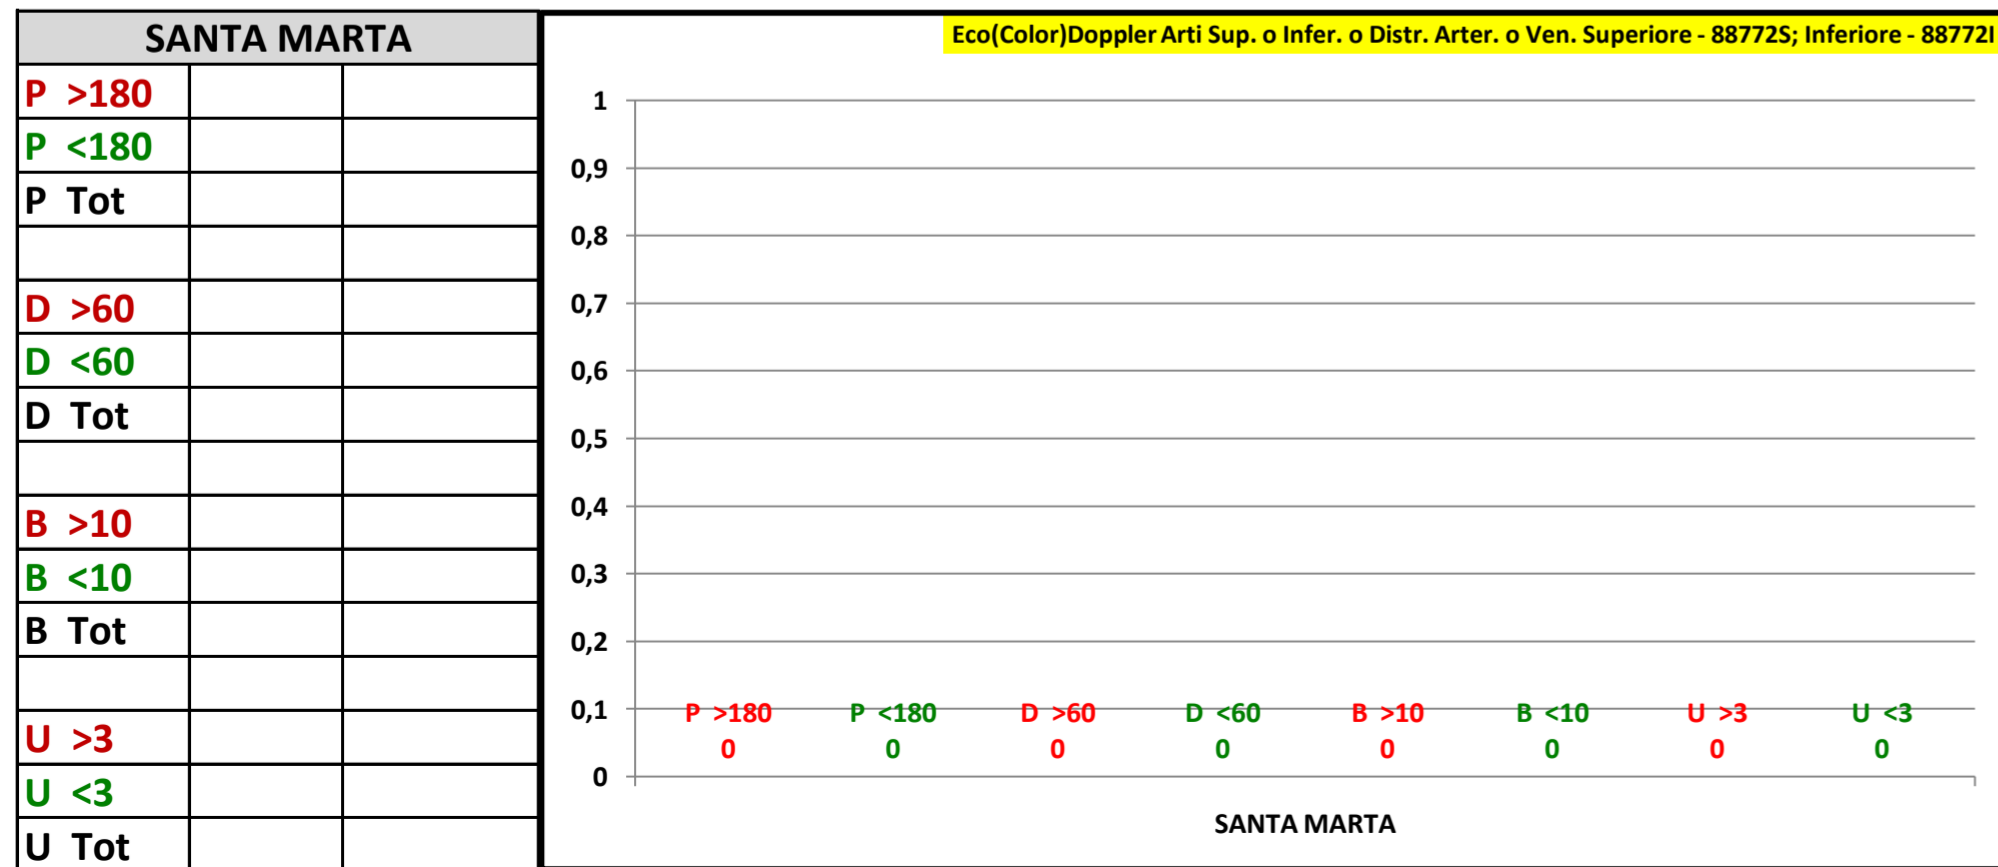 SANTA MARTA
P >180
P <180
P Tot
D >60
D <60
D Tot
B >10
B <10
B Tot
U >3
U <3
U Tot
Eco(Color)Doppler Arti Sup. o Infer. o Distr. Arter. o Ven. Superiore - 88772S; Inferiore - 88772I
1
0,9
0,8
0,7
0,6
0,5
0,4
0,3
0,2
0,1
0
P >180 P <180 D >60 D <60 B >10 B <10 U >3 U <3
0 0 0 0 0 0 0 0
SANTA MARTA